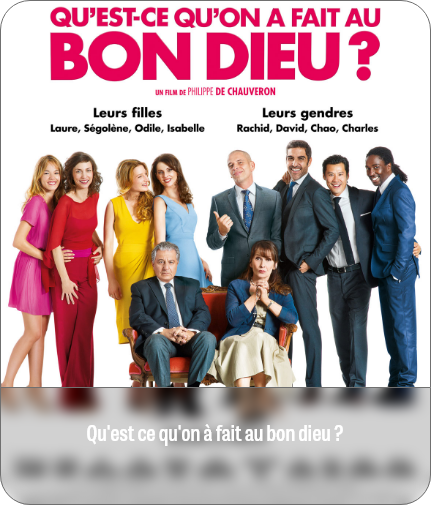 QU'EST-CE QU'ON A FAIT AU
BON DIEU ?
UN FILM DE PHILIPPE DE CHAUVERON
Leurs filles
Laure, Ségolène, Odile, Isabelle
Leurs gendres
Rachid, David, Chao, Charles
Qu'est ce qu'on à fait au bon dieu ?